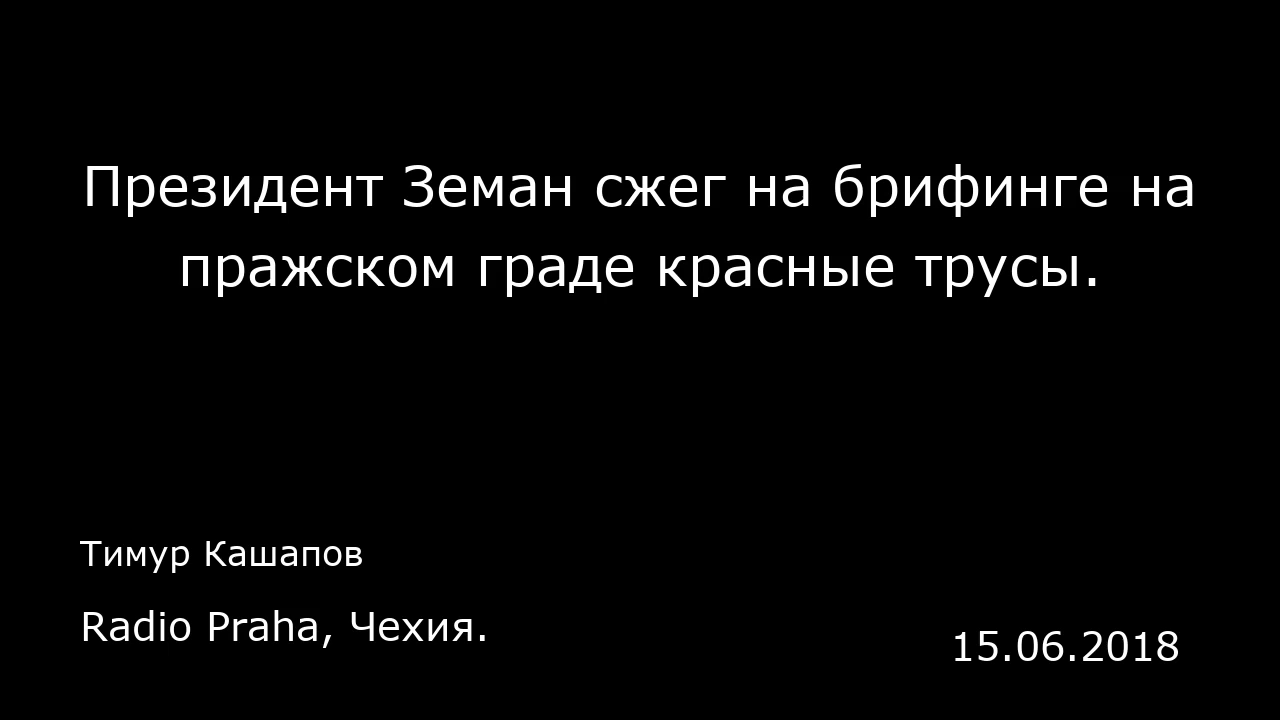 Президент Земан сжег на брифинге на
пражском граде красные трусы.
Тимур Кашапов
Radio Praha, Чехия.
15.06.2018